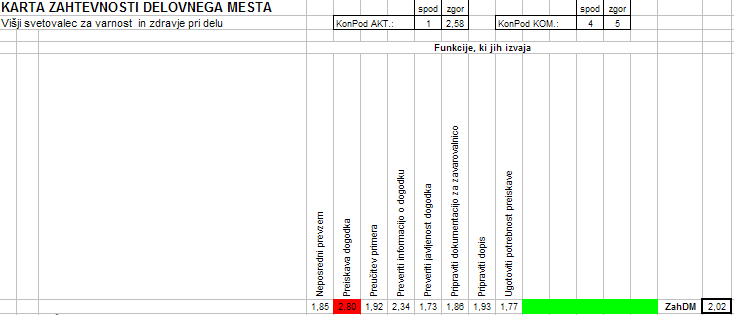 KARTA ZAHTEVNOSTI DELOVNEGA MESTA spod zgor spod zgor
Višji svetovalec za varnost in zdravje pri delu KonPod AKT.: 1 2,58 KonPod KOM.: 4 5
Funkcije, ki jih izvaja
Neposredni prevzem
Preiskava dogodka
Preučitev primera
Preveriti informacijo o dogodku
Preveriti javljenost dogodka
Pripraviti dokumentacijo za zavarovalnico
Pripraviti dopis
Ugotoviti potrebnost preiskave
1,85 2,80 1,92 2,34 1,73 1,86 1,93 1,77 ZahDM 2,02